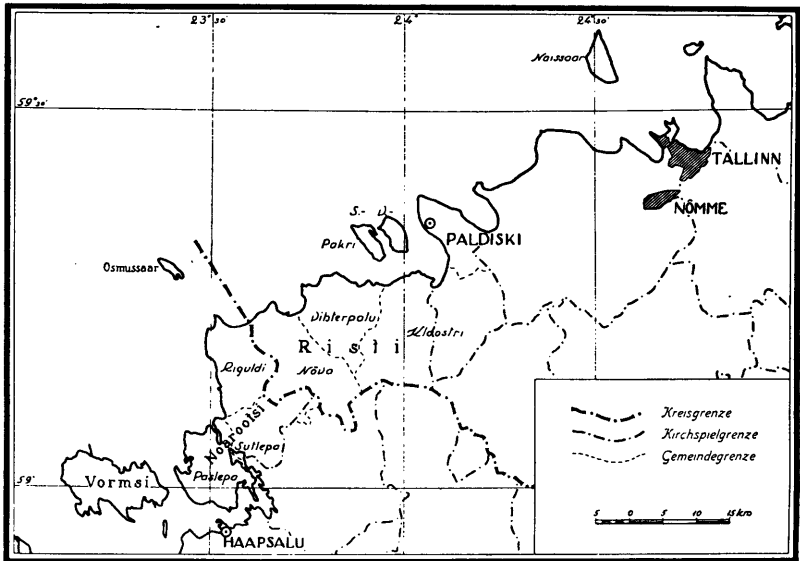 23°30'
24°
24°30'
Naissaar
59°30'
TALLINN
NÕMME
S.- V.-
Pakri
PALDISKI
Osmussaar
Vihterpalu
Kloostri
Risti
Riguldi
Nõva
Noarootsi
Sutlepa
Paslepa
Vormsi
59°
HAAPSALU
Kreisgrenze
Kirchspielgrenze
Gemeindegrenze
5 0 5 10 15 km